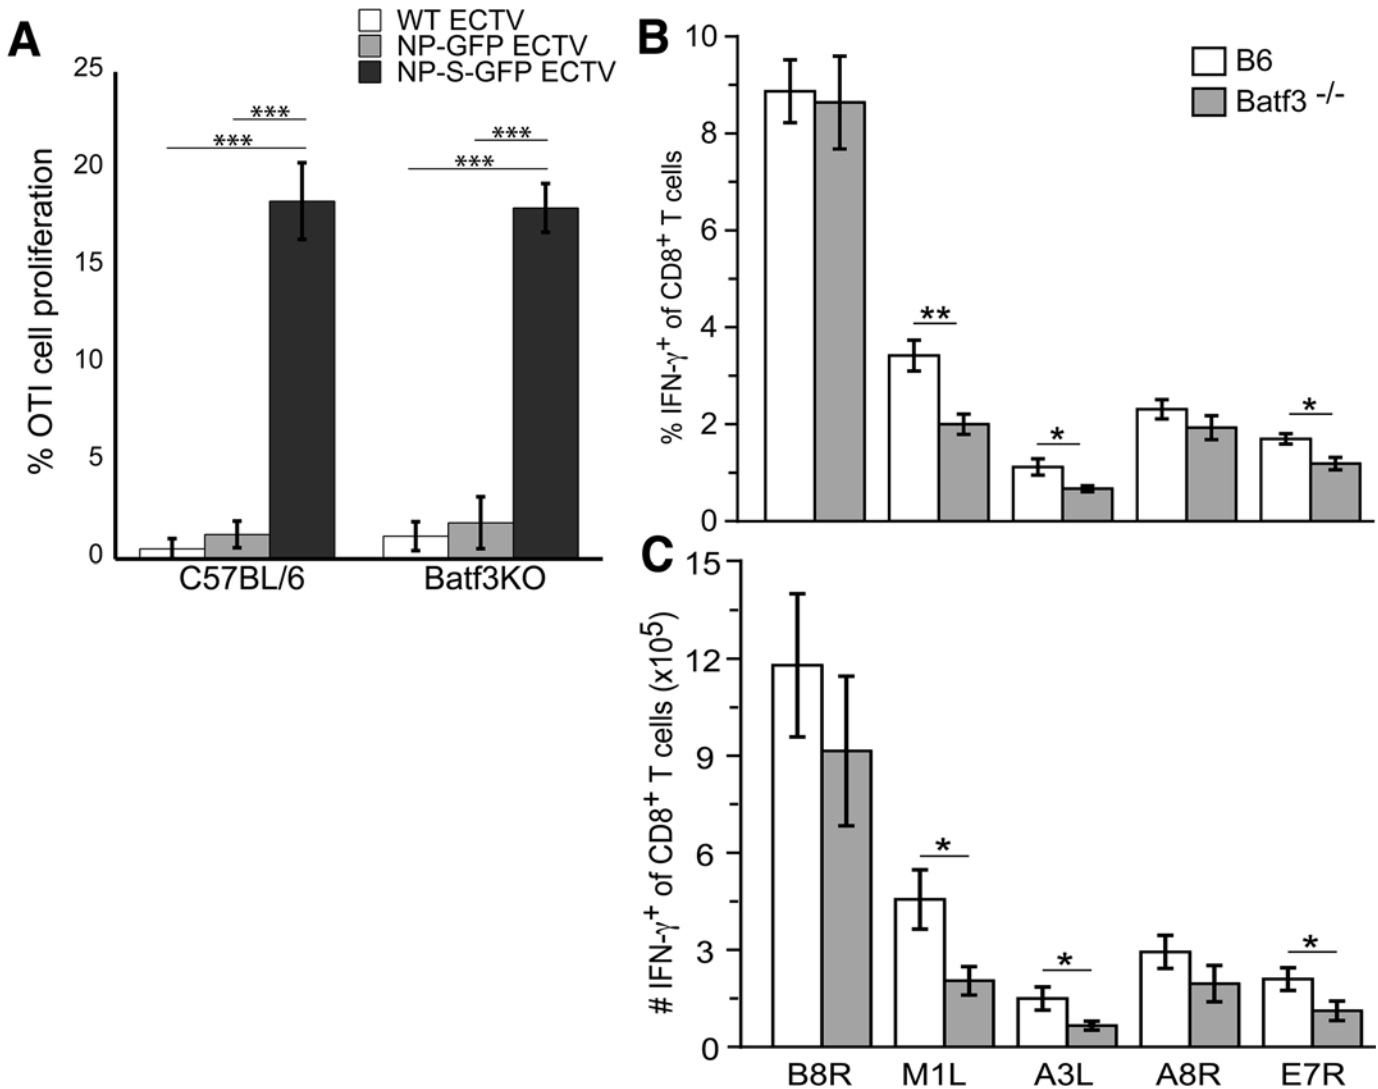 A
WT ECTV
NP-GFP ECTV
NP-S-GFP ECTV
% OTI cell proliferation
25
20
15
10
5
0
***
***
***
***
C57BL/6
Batf3KO
B
B6
Batf3 -/-
% IFN-γ+ of CD8+ T cells
10
8
6
4
2
0
**
*
*
C
# IFN-γ+ of CD8+ T cells (x10⁵)
15
12
9
6
3
0
*
*
*
B8R M1L A3L A8R E7R